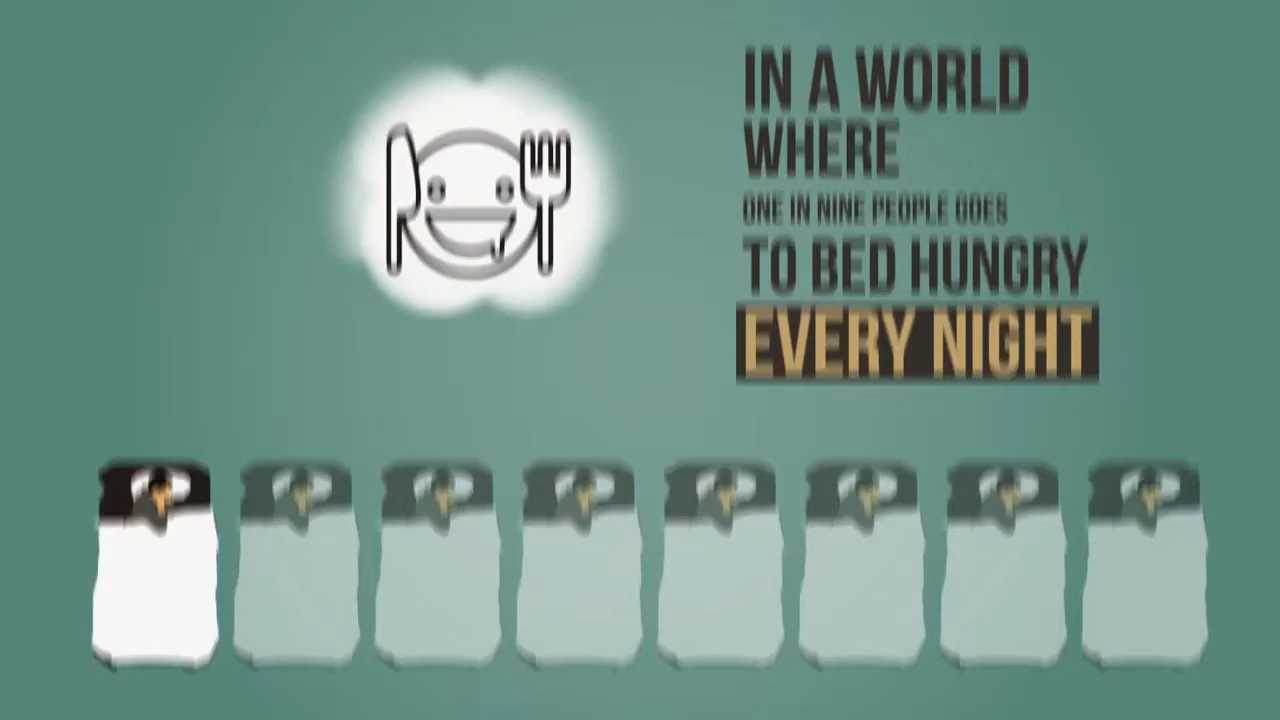 IN A WORLD
WHERE
ONE IN NINE PEOPLE GOES
TO BED HUNGRY
EVERY NIGHT